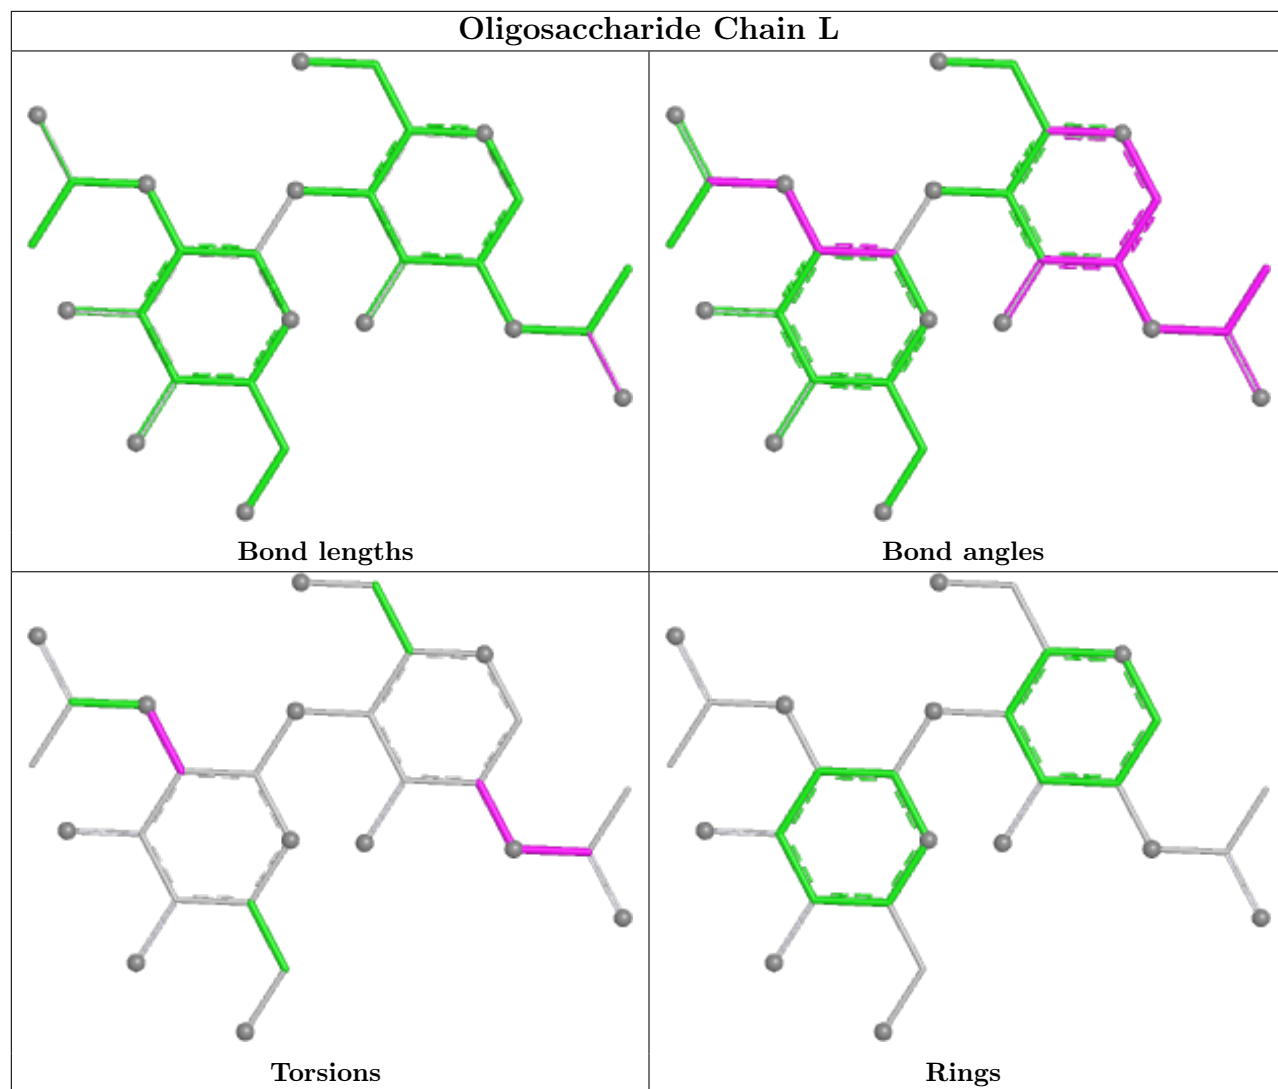 Oligosaccharide Chain L
Bond lengths
Bond angles
Torsions
Rings